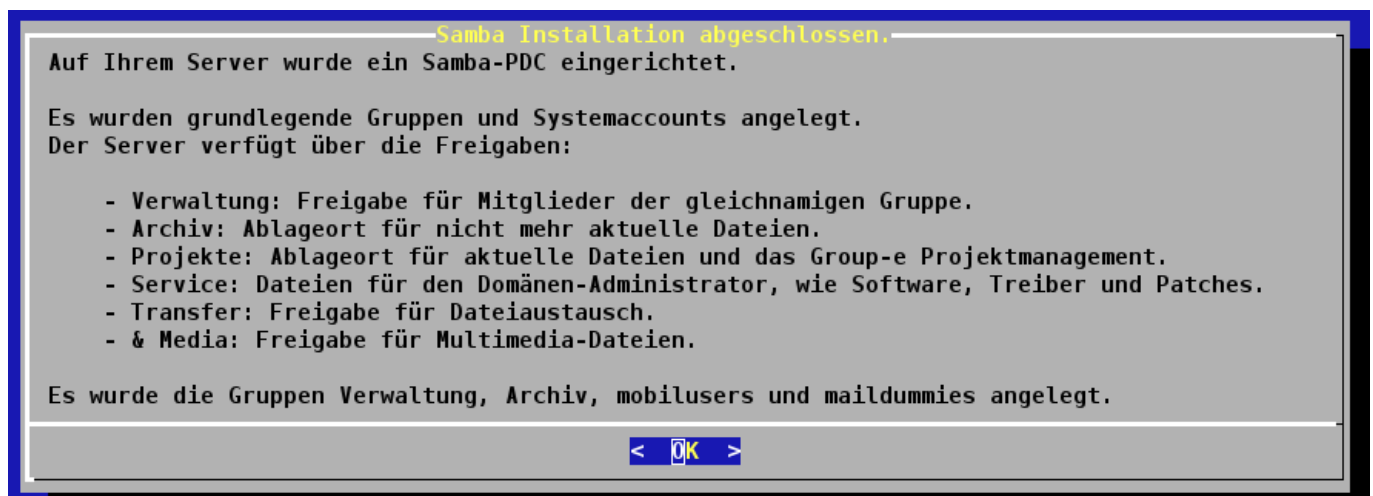 Samba Installation abgeschlossen.
Auf Ihrem Server wurde ein Samba-PDC eingerichtet.
Es wurden grundlegende Gruppen und Systemaccounts angelegt.
Der Server verfügt über die Freigaben:
- Verwaltung: Freigabe für Mitglieder der gleichnamigen Gruppe.
- Archiv: Ablageort für nicht mehr aktuelle Dateien.
- Projekte: Ablageort für aktuelle Dateien und das Group-e Projektmanagement.
- Service: Dateien für den Domänen-Administrator, wie Software, Treiber und Patches.
- Transfer: Freigabe für Dateiaustausch.
- & Media: Freigabe für Multimedia-Dateien.
Es wurde die Gruppen Verwaltung, Archiv, mobilusers und maildummies angelegt.
< OK >